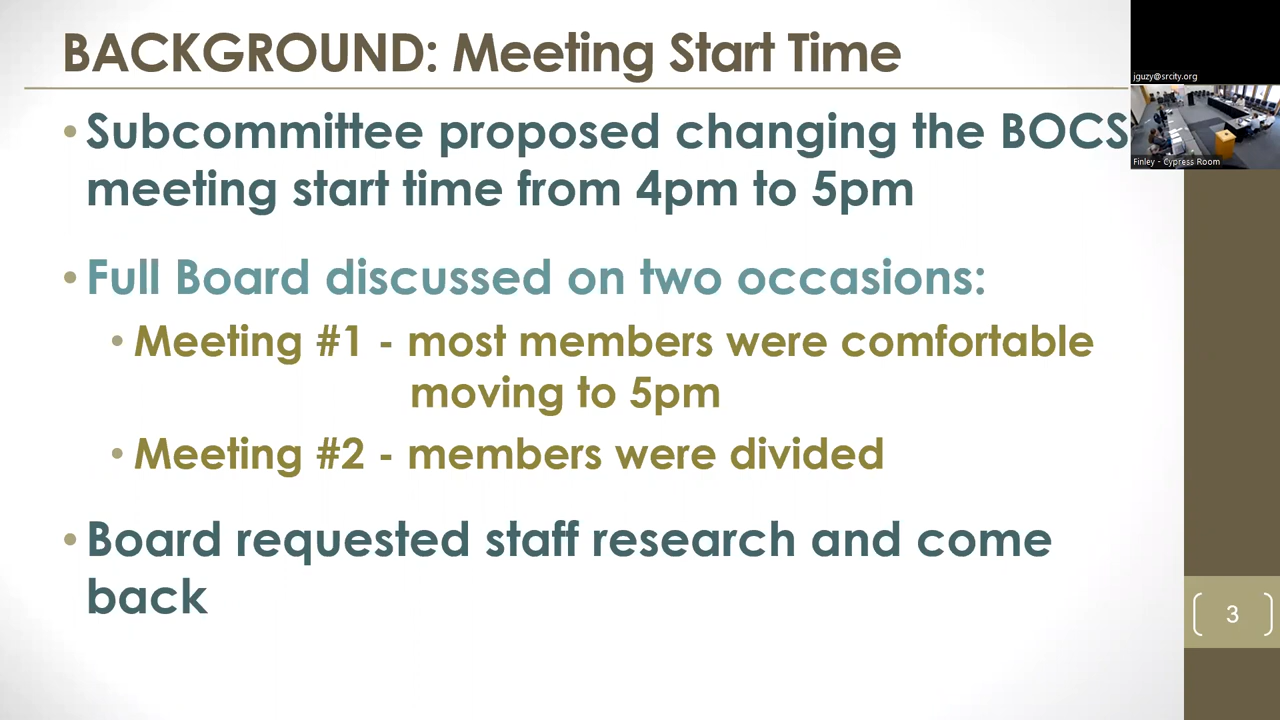 BACKGROUND: Meeting Start Time
jguzy@srcity.org
Finley - Cypress Room
• Subcommittee proposed changing the BOCS
meeting start time from 4pm to 5pm
• Full Board discussed on two occasions:
• Meeting #1 - most members were comfortable
moving to 5pm
• Meeting #2 - members were divided
• Board requested staff research and come
back
3